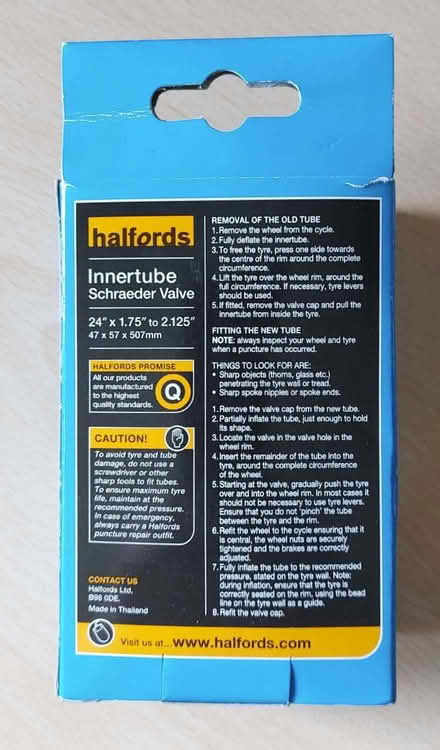 halfords
Innertube
Schraeder Valve
24" x 1.75" to 2.125"
47 x 57 x 507mm
HALFORDS PROMISE
All our products
are manufactured
to the highest
quality standards.
Q
CAUTION!
To avoid tyre and tube
damage, do not use a
screwdriver or other
sharp tools to fit tubes.
To ensure maximum tyre
life, maintain at the
recommended pressure.
In case of emergency,
always carry a Halfords
puncture repair outfit.
CONTACT US
Halfords Ltd,
B98 0DE.
Made in Thailand
REMOVAL OF THE OLD TUBE
1. Remove the wheel from the cycle.
2. Fully deflate the innertube.
3. To free the tyre, press one side towards
the centre of the rim around the complete
circumference.
4. Lift the tyre over the wheel rim, around the
full circumference. If necessary, tyre levers
should be used.
5. If fitted, remove the valve cap and pull the
innertube from inside the tyre.
FITTING THE NEW TUBE
NOTE: always inspect your wheel and tyre
when a puncture has occurred.
THINGS TO LOOK FOR ARE:
• Sharp objects (thorns, glass etc.)
penetrating the tyre wall or tread.
• Sharp spoke nipples or spoke ends.
1. Remove the valve cap from the new tube.
2. Partially inflate the tube, just enough to hold
its shape.
3. Locate the valve in the valve hole in the
wheel rim.
4. Insert the remainder of the tube into the
tyre, around the complete circumference
of the wheel.
5. Starting at the valve, gradually push the tyre
over and into the wheel rim. In most cases it
should not be necessary to use tyre levers.
Ensure that you do not 'pinch' the tube
between the tyre and the rim.
6. Refit the wheel to the cycle ensuring that it
is central, the wheel nuts are securely
tightened and the brakes are correctly
adjusted.
7. Fully inflate the tube to the recommended
pressure, stated on the tyre wall. Note:
during inflation, ensure that the tyre is
correctly seated on the rim, using the bead
line on the tyre wall as a guide.
8. Refit the valve cap.
Visit us at...www.halfords.com